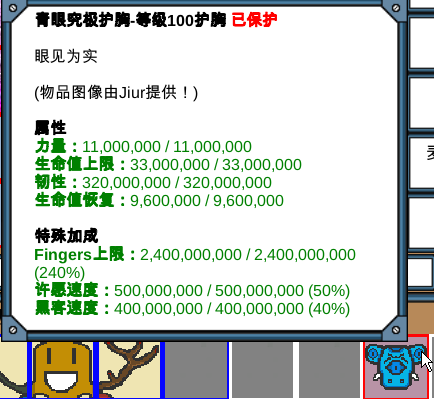 青眼究极护胸-等级100护胸 已保护
眼见为实
(物品图像由Jiur提供！)
属性
力量：11,000,000 / 11,000,000
生命值上限：33,000,000 / 33,000,000
韧性：320,000,000 / 320,000,000
生命值恢复：9,600,000 / 9,600,000
特殊加成
Fingers上限：2,400,000,000 / 2,400,000,000
(240%)
许愿速度：500,000,000 / 500,000,000 (50%)
黑客速度：400,000,000 / 400,000,000 (40%)